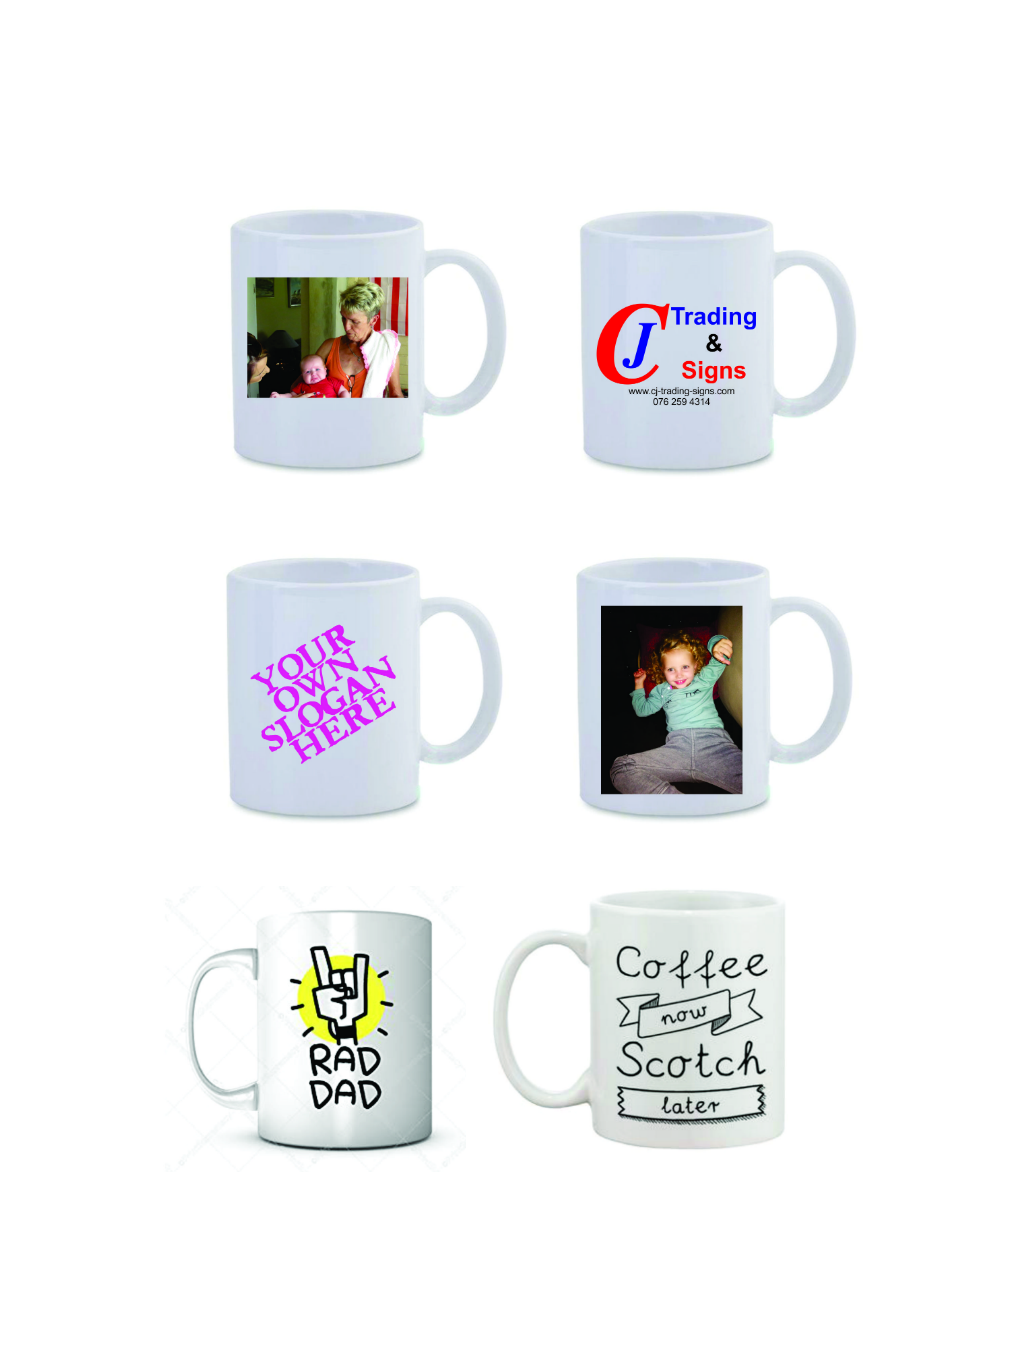 CJ Trading
&
Signs
www.cj-trading-signs.com
076 259 4314
YOUR
OWN
SLOGAN
HERE
RAD
DAD
Coffee
now
Scotch
later